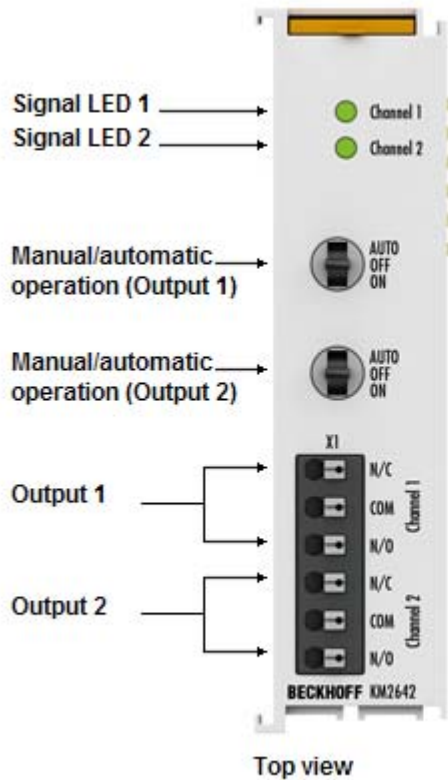 Signal LED 1
Signal LED 2
Channel 1
Channel 2
Manual/automatic
operation (Output 1)
AUTO
OFF
ON
Manual/automatic
operation (Output 2)
AUTO
OFF
ON
X1
Output 1
N/C
COM
N/O
Channel 1
Output 2
N/C
COM
N/O
Channel 2
BECKHOFF KM2642
Top view